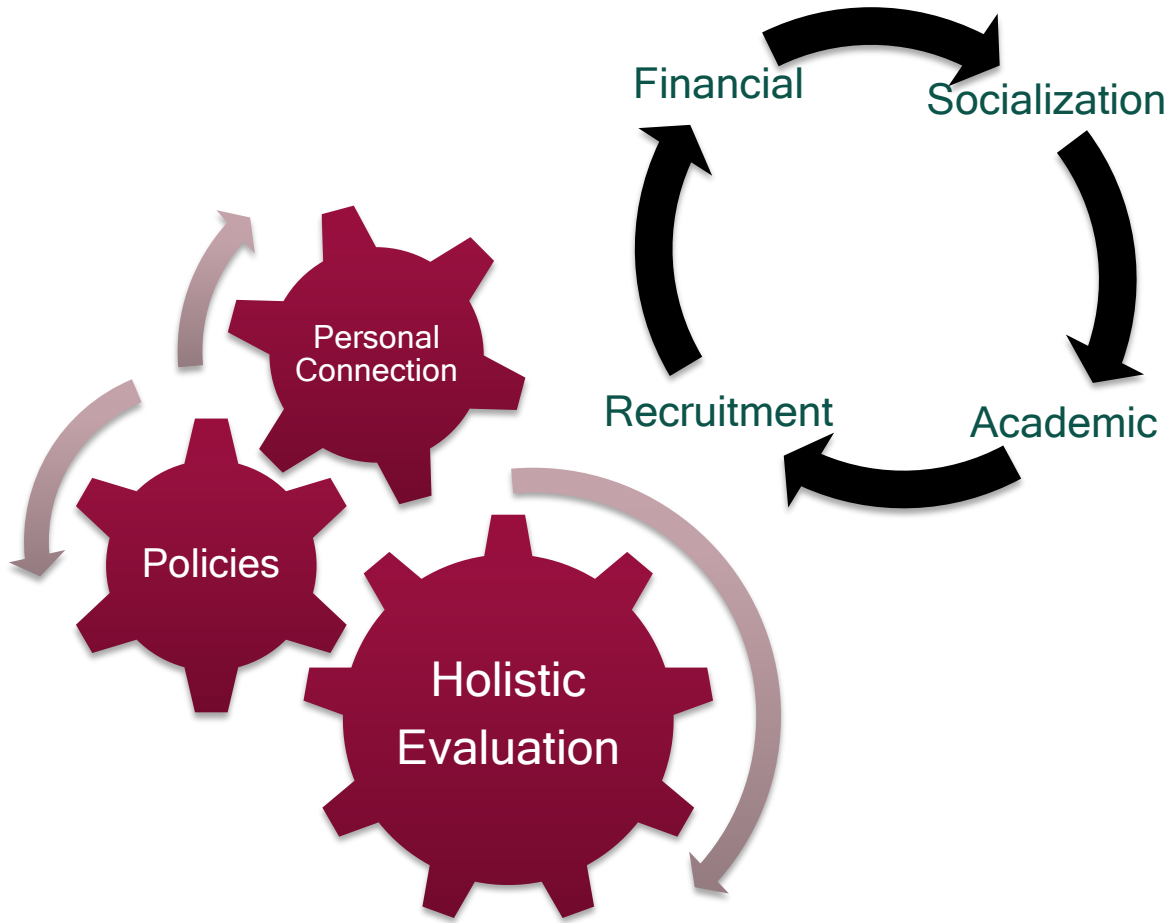 Financial
Socialization
Personal
Connection
Recruitment
Academic
Policies
Holistic
Evaluation